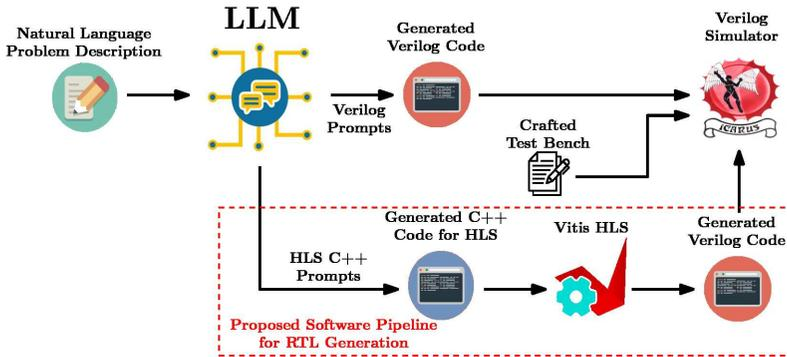 Natural Language
Problem Description
LLM
Generated
Verilog Code
Verilog
Simulator
Verilog
Prompts
Crafted
Test Bench
ICARUS
Generated C++
Code for HLS
Vitis HLS
Generated
Verilog Code
HLS C++
Prompts
Proposed Software Pipeline
for RTL Generation